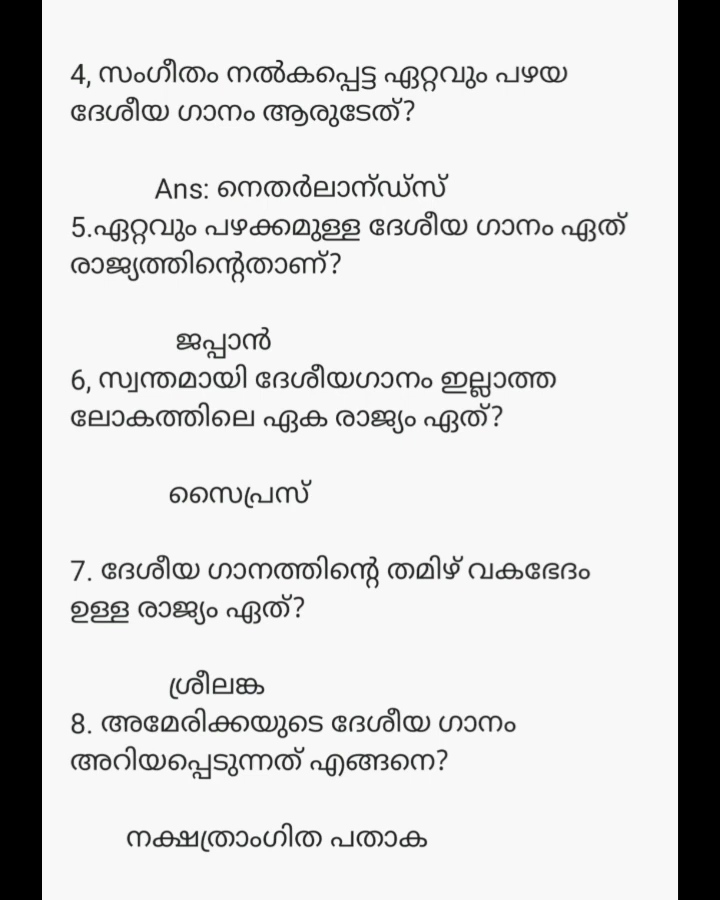 4, സംഗീതം നൽകപ്പെട്ട ഏറ്റവും പഴയ
ദേശീയ ഗാനം ആരുടേത്?
Ans: നെതർലാന്ഡ്സ്
5.ഏറ്റവും പഴക്കമുള്ള ദേശീയ ഗാനം ഏത്
രാജ്യത്തിന്റെതാണ്?
ജപ്പാൻ
6, സ്വന്തമായി ദേശീയഗാനം ഇല്ലാത്ത
ലോകത്തിലെ ഏക രാജ്യം ഏത്?
സൈപ്രസ്
7. ദേശീയ ഗാനത്തിന്റെ തമിഴ് വകഭേദം
ഉള്ള രാജ്യം ഏത്?
ശ്രീലങ്ക
8. അമേരിക്കയുടെ ദേശീയ ഗാനം
അറിയപ്പെടുന്നത് എങ്ങനെ?
നക്ഷത്രാംഗിത പതാക